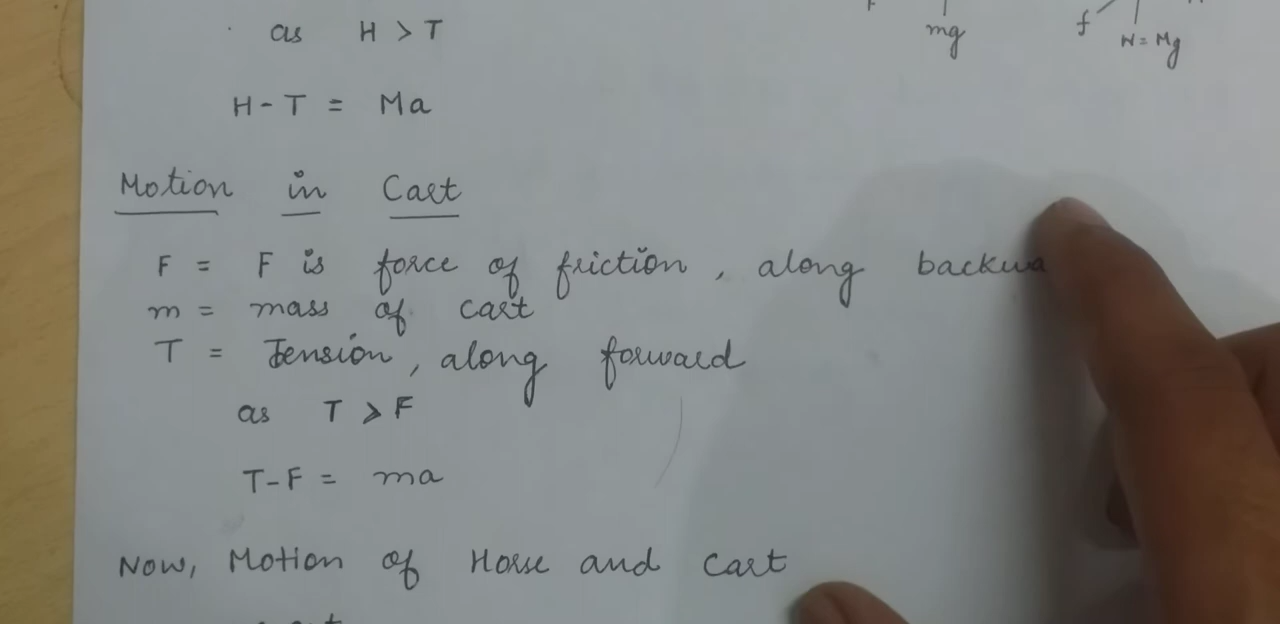 as H > T
mg
f
N = Mg
H - T = Ma
Motion in Cart
F = F is force of friction, along backwa
m = mass of cart
T = Tension, along forward
as T > F
T - F = ma
Now, Motion of Horse and Cart